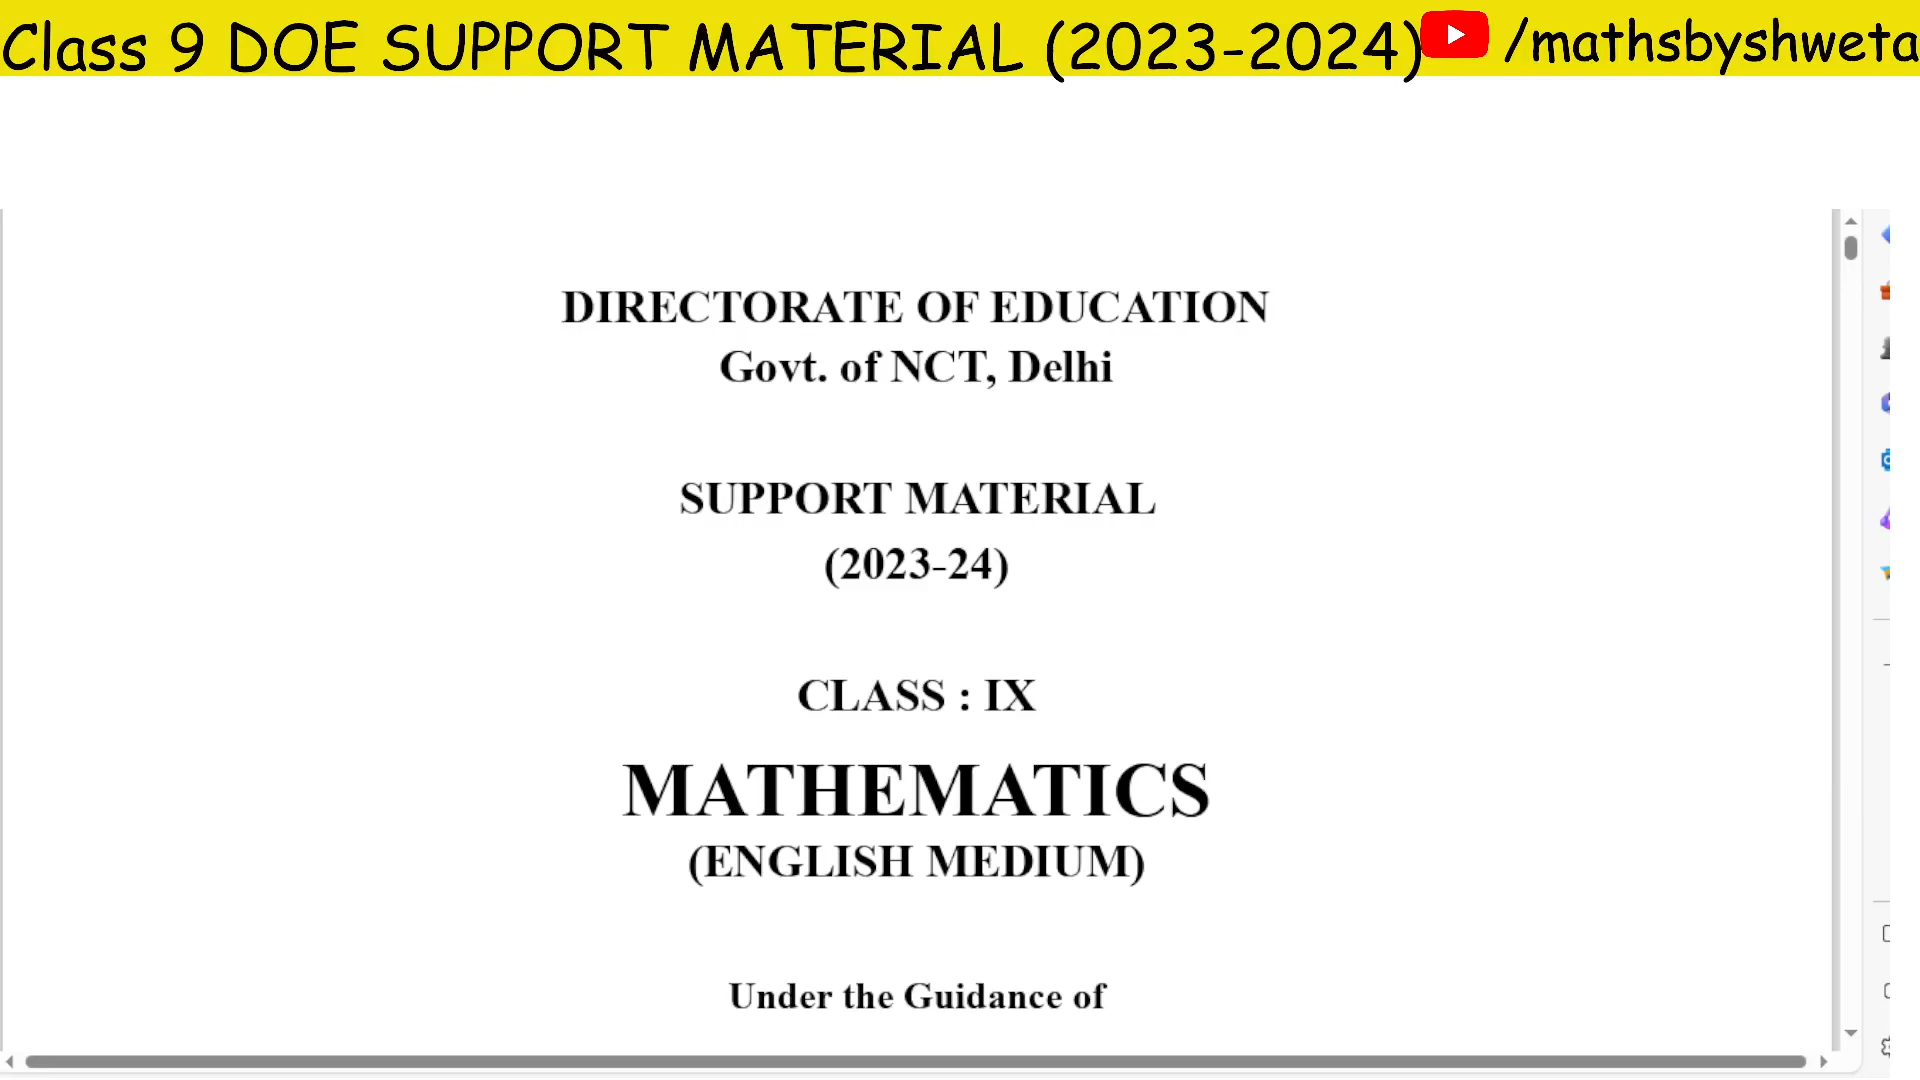 Class 9 DOE SUPPORT MATERIAL (2023-2024) /mathsbyshweta
DIRECTORATE OF EDUCATION
Govt. of NCT, Delhi
SUPPORT MATERIAL
(2023-24)
CLASS : IX
MATHEMATICS
(ENGLISH MEDIUM)
Under the Guidance of